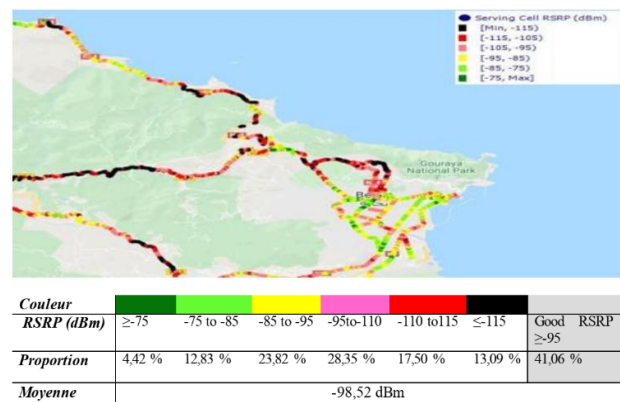 Serving Cell RSRP (dBm)
[Min, -115)
[-115, -105)
[-105, -95)
[-95, -85)
[-85, -75)
[-75, Max]
Gouraya
National Park
Couleur
RSRP (dBm) ≥-75 -75 to -85 -85 to -95 -95to-110 -110 to115 ≤-115 Good RSRP
≥-95
Proportion 4,42 % 12,83 % 23,82 % 28,35 % 17,50 % 13,09 % 41,06 %
Moyenne -98,52 dBm